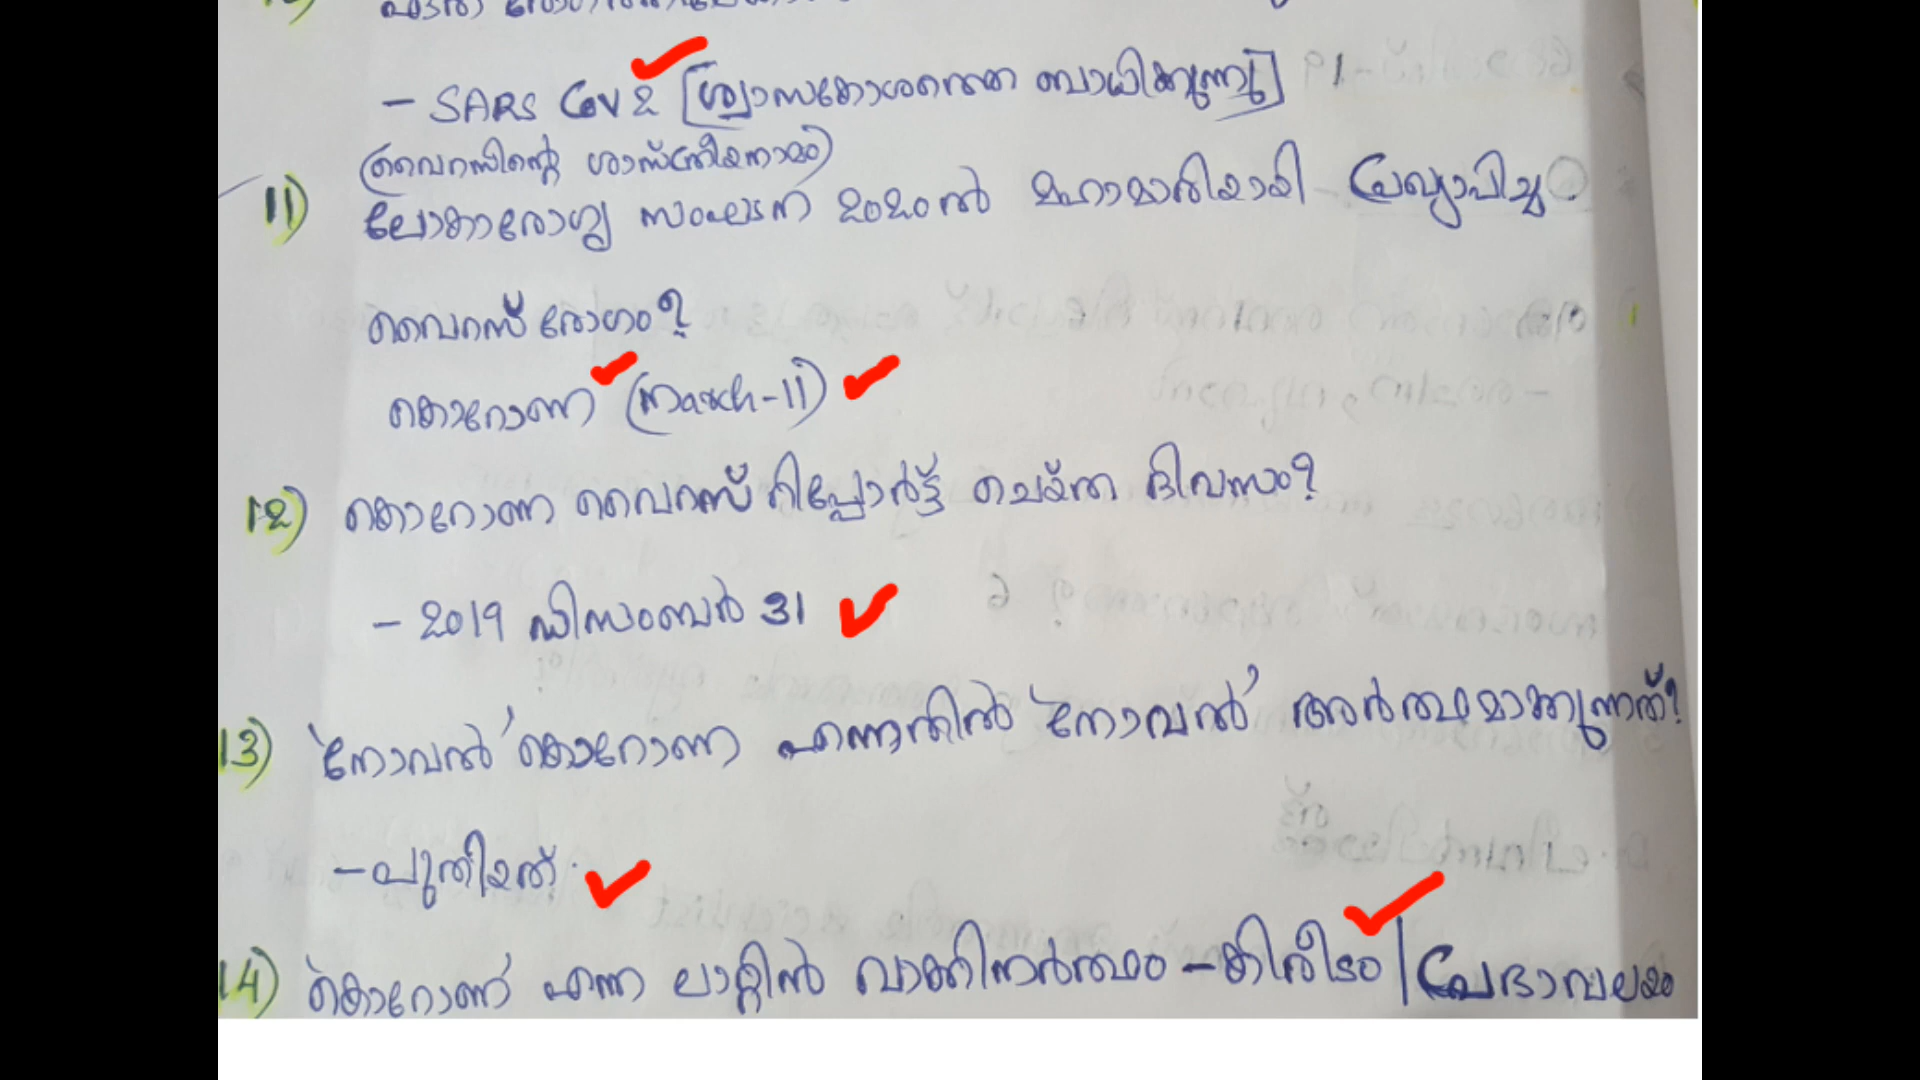 - SARS Cov 2 [ശ്വാസകോശത്തെ ബാധിക്കുന്നു]
(വൈറസിന്റെ ശാസ്ത്രീയനാമം)
11) ലോകാരോഗ്യ സംഘടന 2020ൽ മഹാമാരിയായി പ്രഖ്യാപിച്ച
വൈറസ് രോഗം?
കൊറോണ (March-11)
12) കൊറോണ വൈറസ് റിപ്പോർട്ട് ചെയ്ത ദിവസം?
- 2019 ഡിസംബർ 31
13) 'നോവൽ' കൊറോണ എന്നതിൽ 'നോവൽ' അർത്ഥമാക്കുന്നത്?
- പുതിയത്.
14) 'കൊറോണ' എന്ന ലാറ്റിൻ വാക്കിനർത്ഥം - കിരീടം / പ്രഭാവലയം